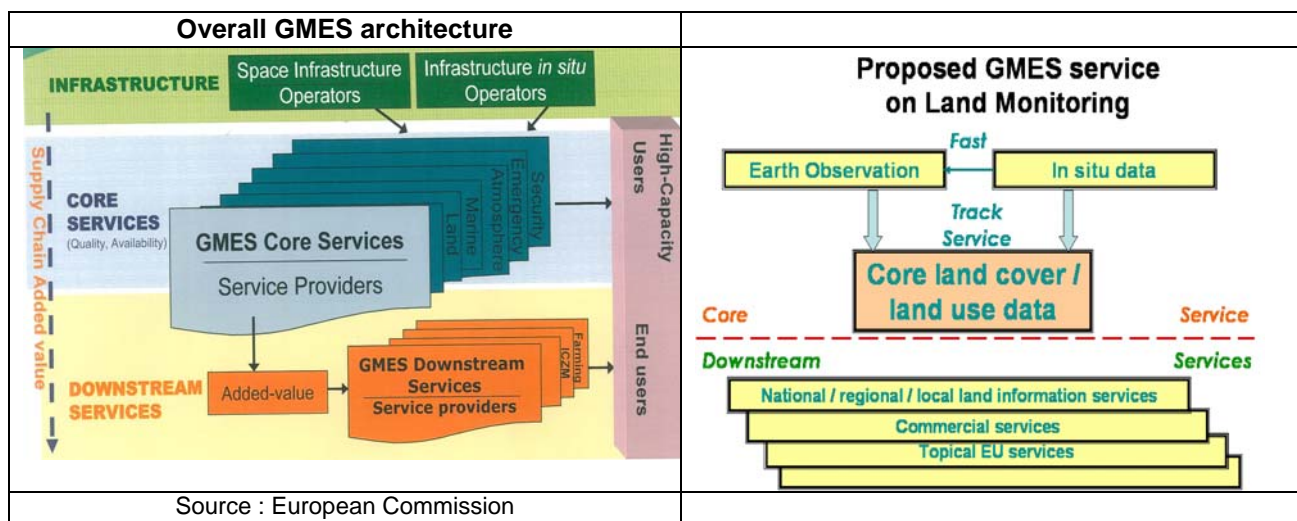 Overall GMES architecture
INFRASTRUCTURE
Space Infrastructure
Operators
Infrastructure in situ
Operators
Supply Chain Added value
CORE
SERVICES
(Quality, Availability)
GMES Core Services
Service Providers
Land
Marine
Atmosphere
Emergency
Security
High-Capacity
Users
End users
DOWNSTREAM
SERVICES
Added-value
GMES Downstream
Services
Service providers
ICZM
Farming
Source : European Commission
Proposed GMES service
on Land Monitoring
Fast
Earth Observation
In situ data
Track
Service
Core land cover /
land use data
Core
Service
Downstream
Services
National / regional / local land information services
Commercial services
Topical EU services